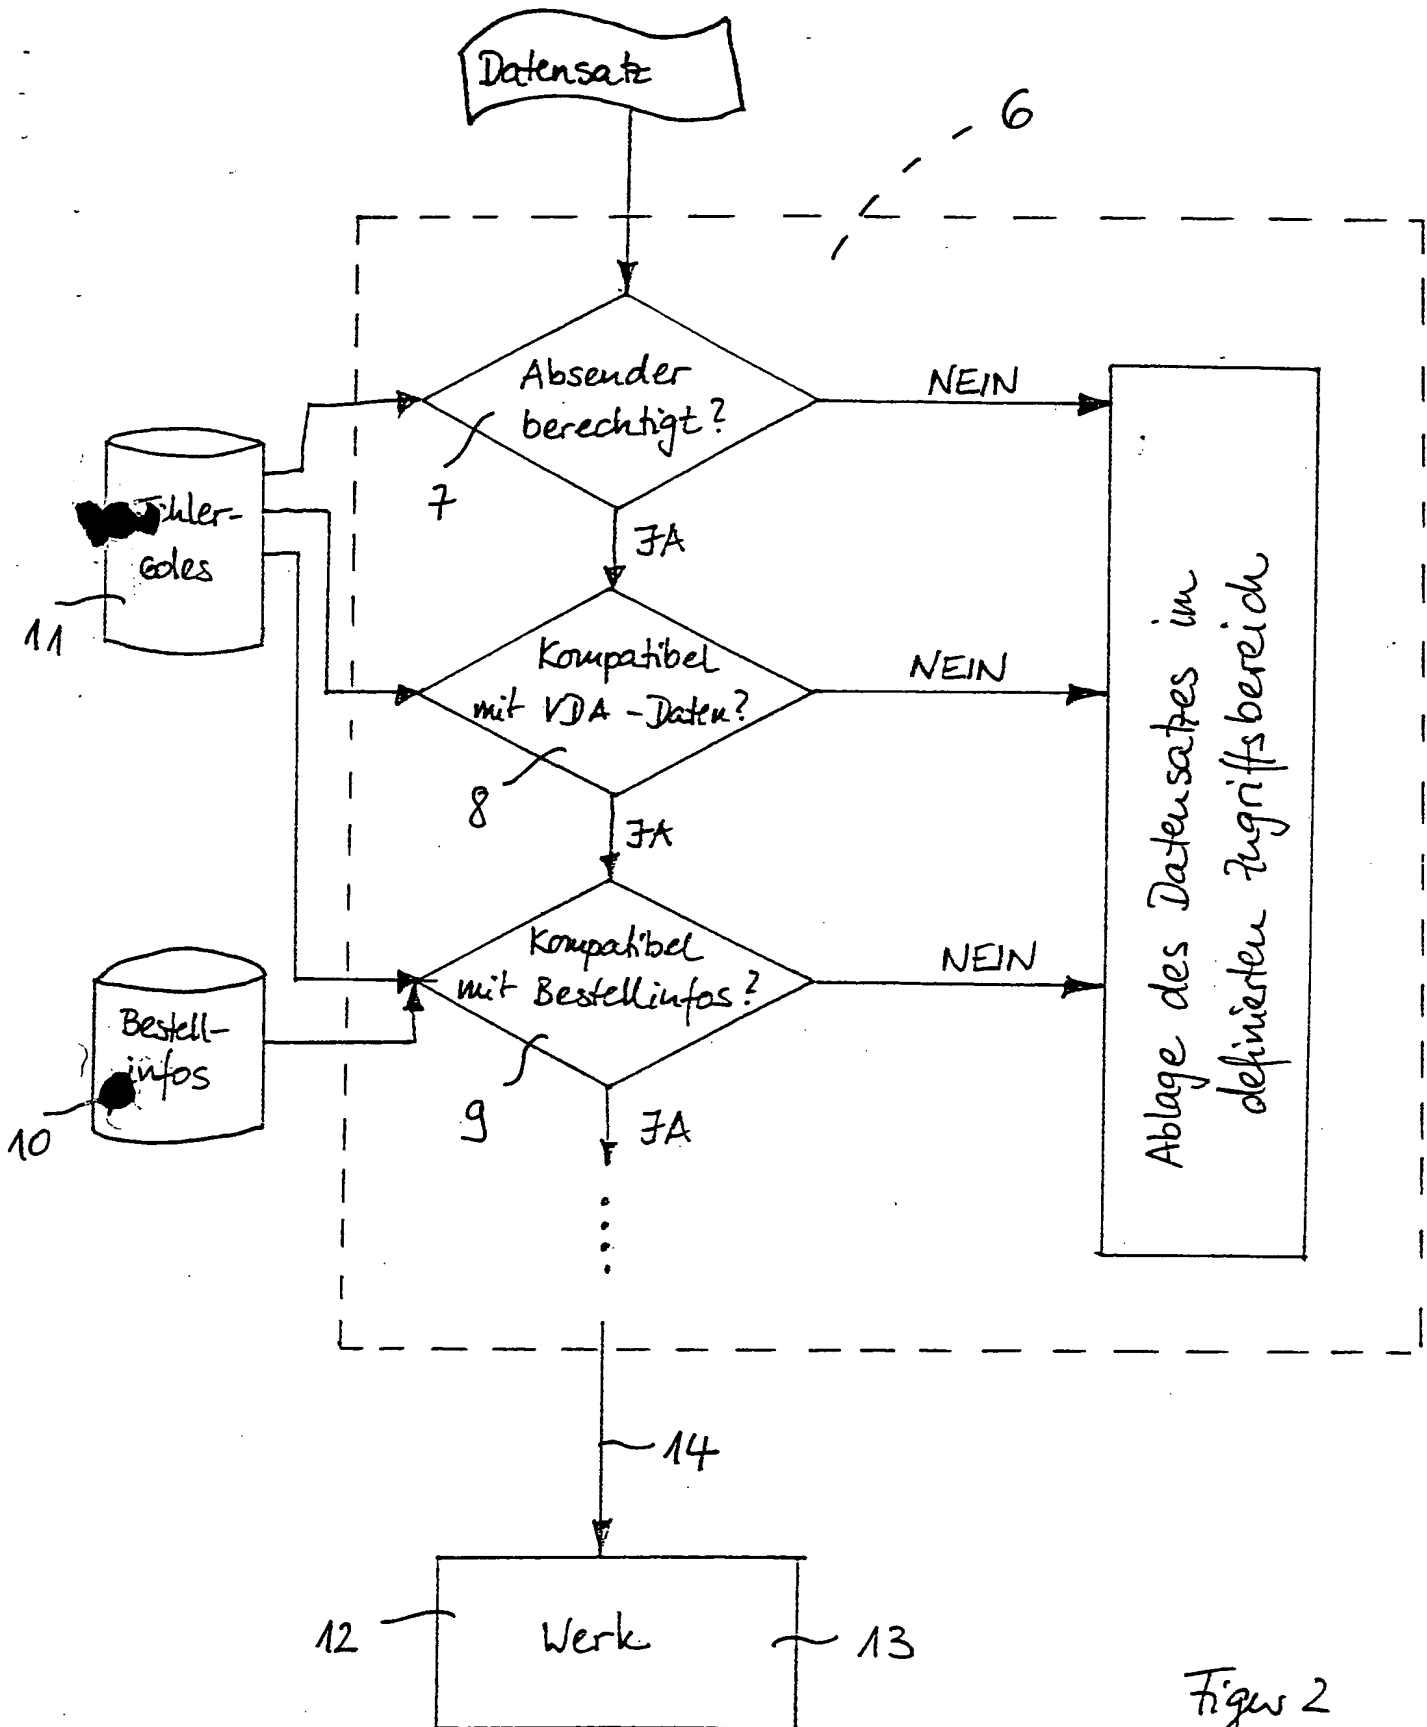 Datensatz
6
Absender
berechtigt?
NEIN
7
JA
codes
11
Kompatibel
mit VDA-Daten?
NEIN
8
JA
Kompatibel
mit Bestellinfos?
NEIN
9
JA
Bestell-
infos
10
Ablage des Datensatzes im
definierten Zugriffsbereich
14
12
Werk
13
Figur 2